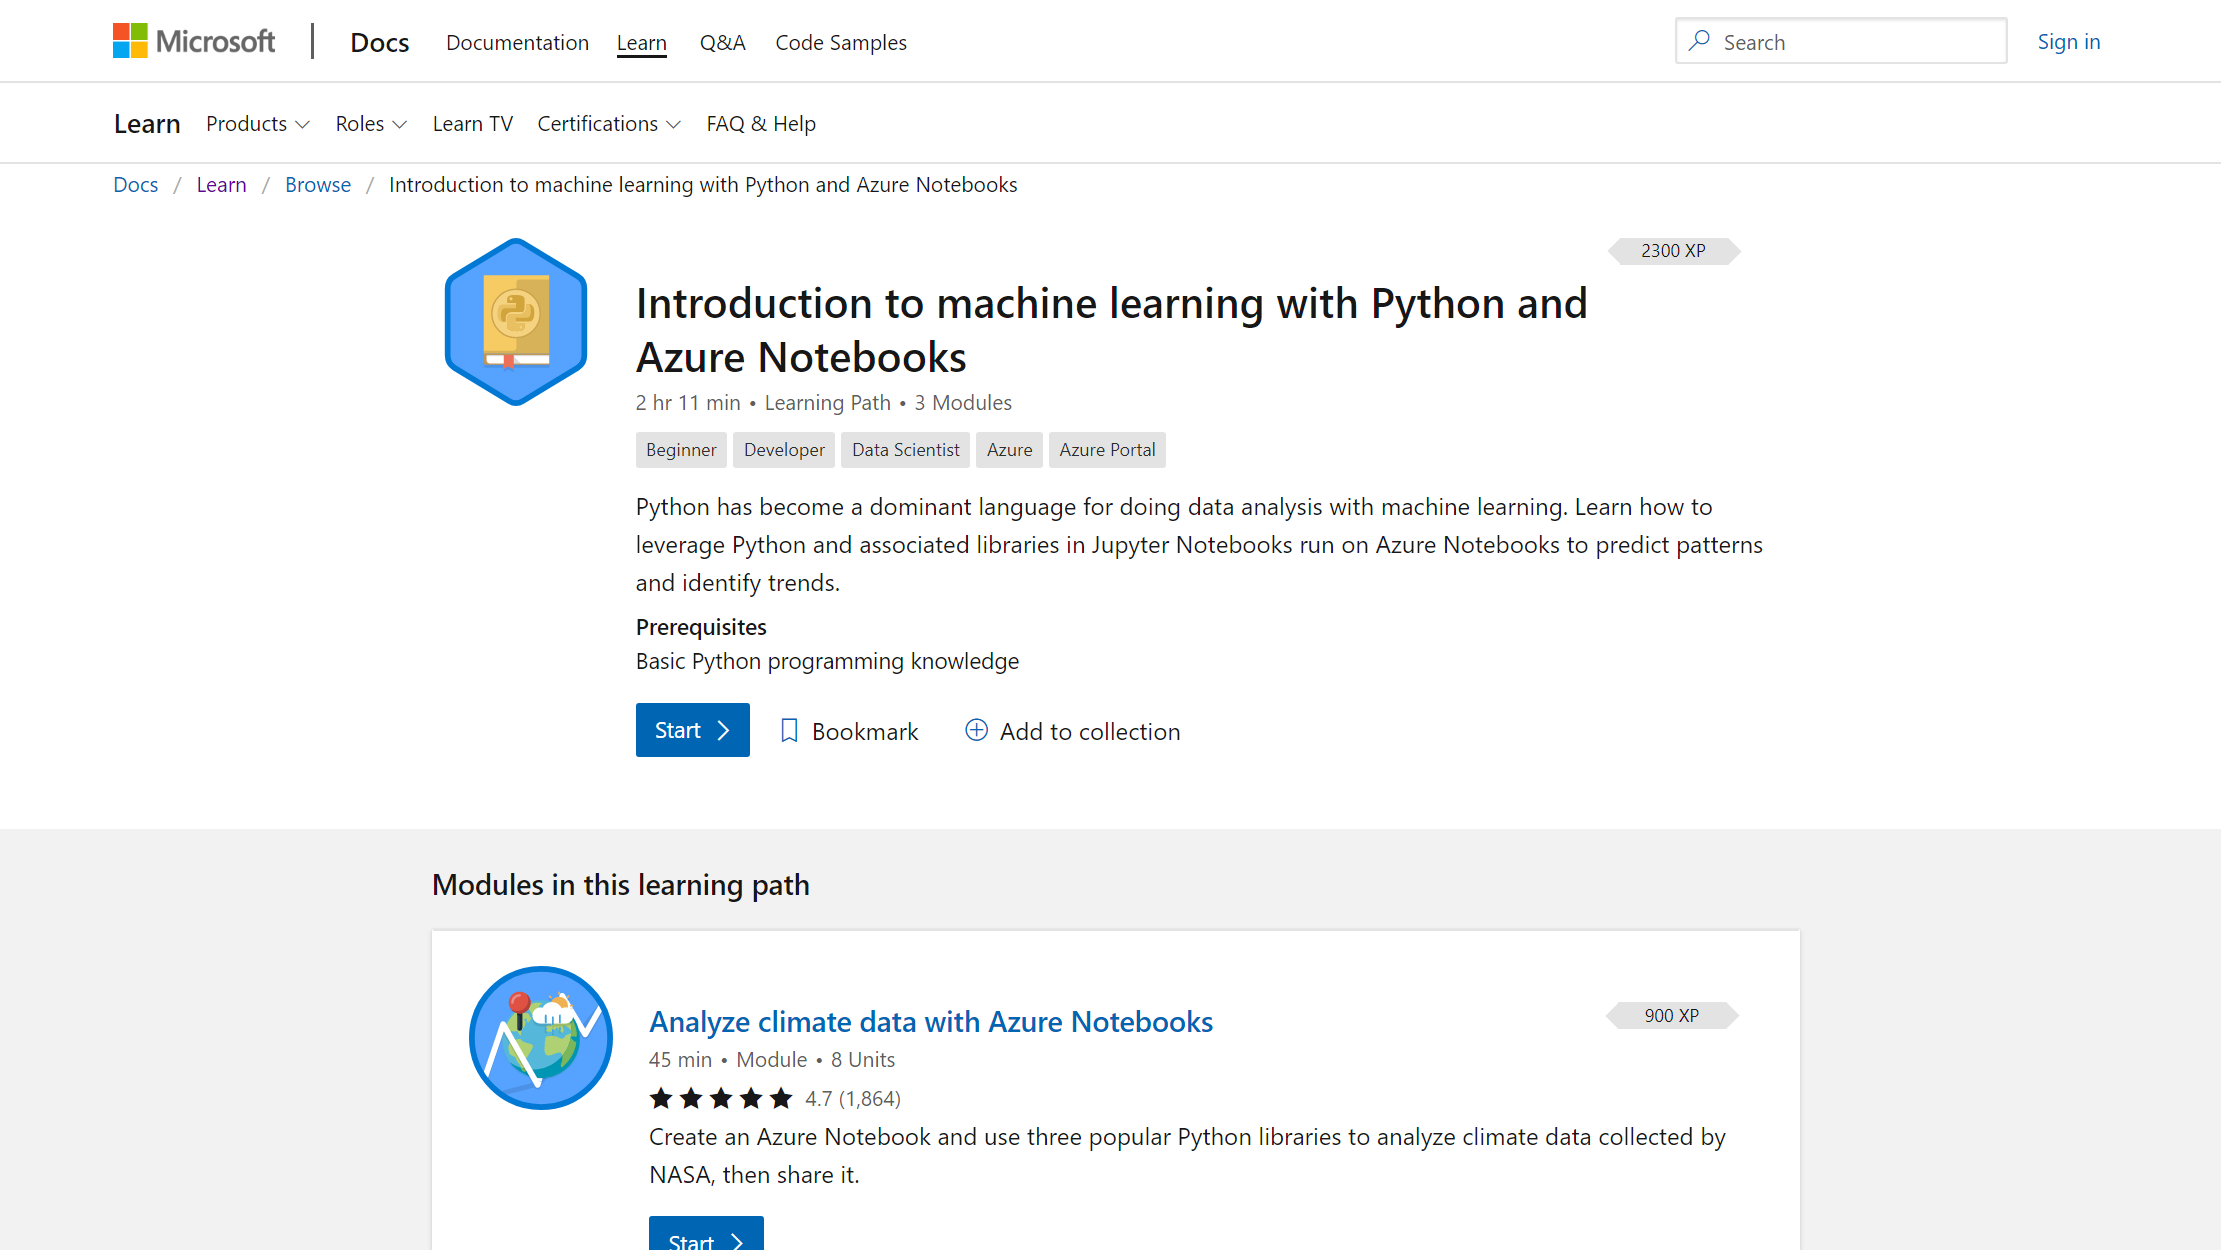 Microsoft Docs Documentation Learn Q&A Code Samples Search Sign in
Learn Products Roles Learn TV Certifications FAQ & Help
Docs / Learn / Browse / Introduction to machine learning with Python and Azure Notebooks
2300 XP
Introduction to machine learning with Python and
Azure Notebooks
2 hr 11 min • Learning Path • 3 Modules
Beginner Developer Data Scientist Azure Azure Portal
Python has become a dominant language for doing data analysis with machine learning. Learn how to
leverage Python and associated libraries in Jupyter Notebooks run on Azure Notebooks to predict patterns
and identify trends.
Prerequisites
Basic Python programming knowledge
Start Bookmark Add to collection
Modules in this learning path
900 XP
Analyze climate data with Azure Notebooks
45 min • Module • 8 Units
4.7 (1,864)
Create an Azure Notebook and use three popular Python libraries to analyze climate data collected by
NASA, then share it.
Start